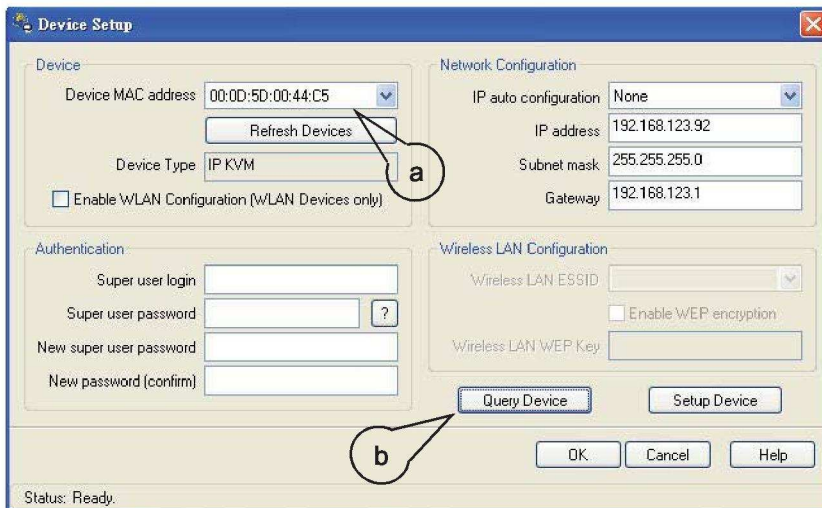 Device Setup
Device
Device MAC address 00:0D:5D:00:44:C5
Refresh Devices
Device Type IP KVM
Enable WLAN Configuration (WLAN Devices only)
a
Network Configuration
IP auto configuration None
IP address 192.168.123.92
Subnet mask 255.255.255.0
Gateway 192.168.123.1
Authentication
Super user login
Super user password ?
New super user password
New password (confirm)
Wireless LAN Configuration
Wireless LAN ESSID
Enable WEP encryption
Wireless LAN WEP Key
Query Device Setup Device
b
OK Cancel Help
Status: Ready.